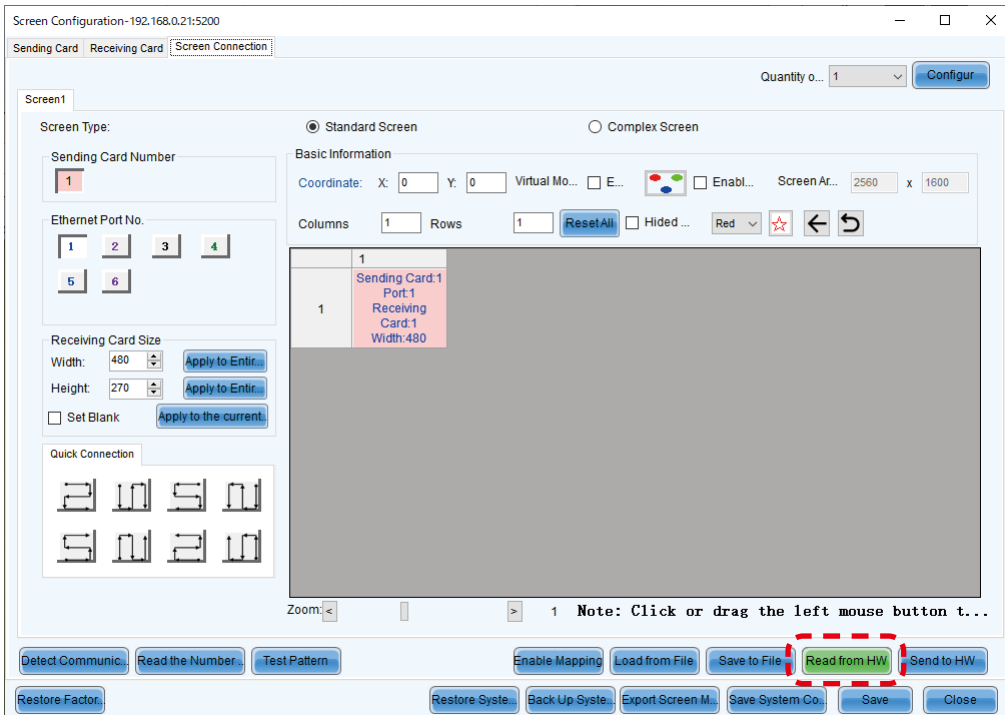 Screen Configuration-192.168.0.21:5200
Sending Card Receiving Card Screen Connection
Quantity o... 1 Configur
Screen1
Screen Type: Standard Screen Complex Screen
Sending Card Number
1
Basic Information
Coordinate: X: 0 Y: 0 Virtual Mo... E... Enabl... Screen Ar... 2560 x 1600
Columns 1 Rows 1 Reset All Hided ... Red
Ethernet Port No.
1 2 3 4
5 6
1
1
Sending Card:1
Port:1
Receiving
Card:1
Width:480
Receiving Card Size
Width: 480 Apply to Entir...
Height: 270 Apply to Entir...
Set Blank Apply to the current.
Quick Connection
Zoom: < > 1 Note: Click or drag the left mouse button t...
Detect Communic... Read the Number . Test Pattern Enable Mapping Load from File Save to File Read from HW Send to HW
Restore Factor... Restore Syste... Back Up Syste... Export Screen M... Save System Co... Save Close